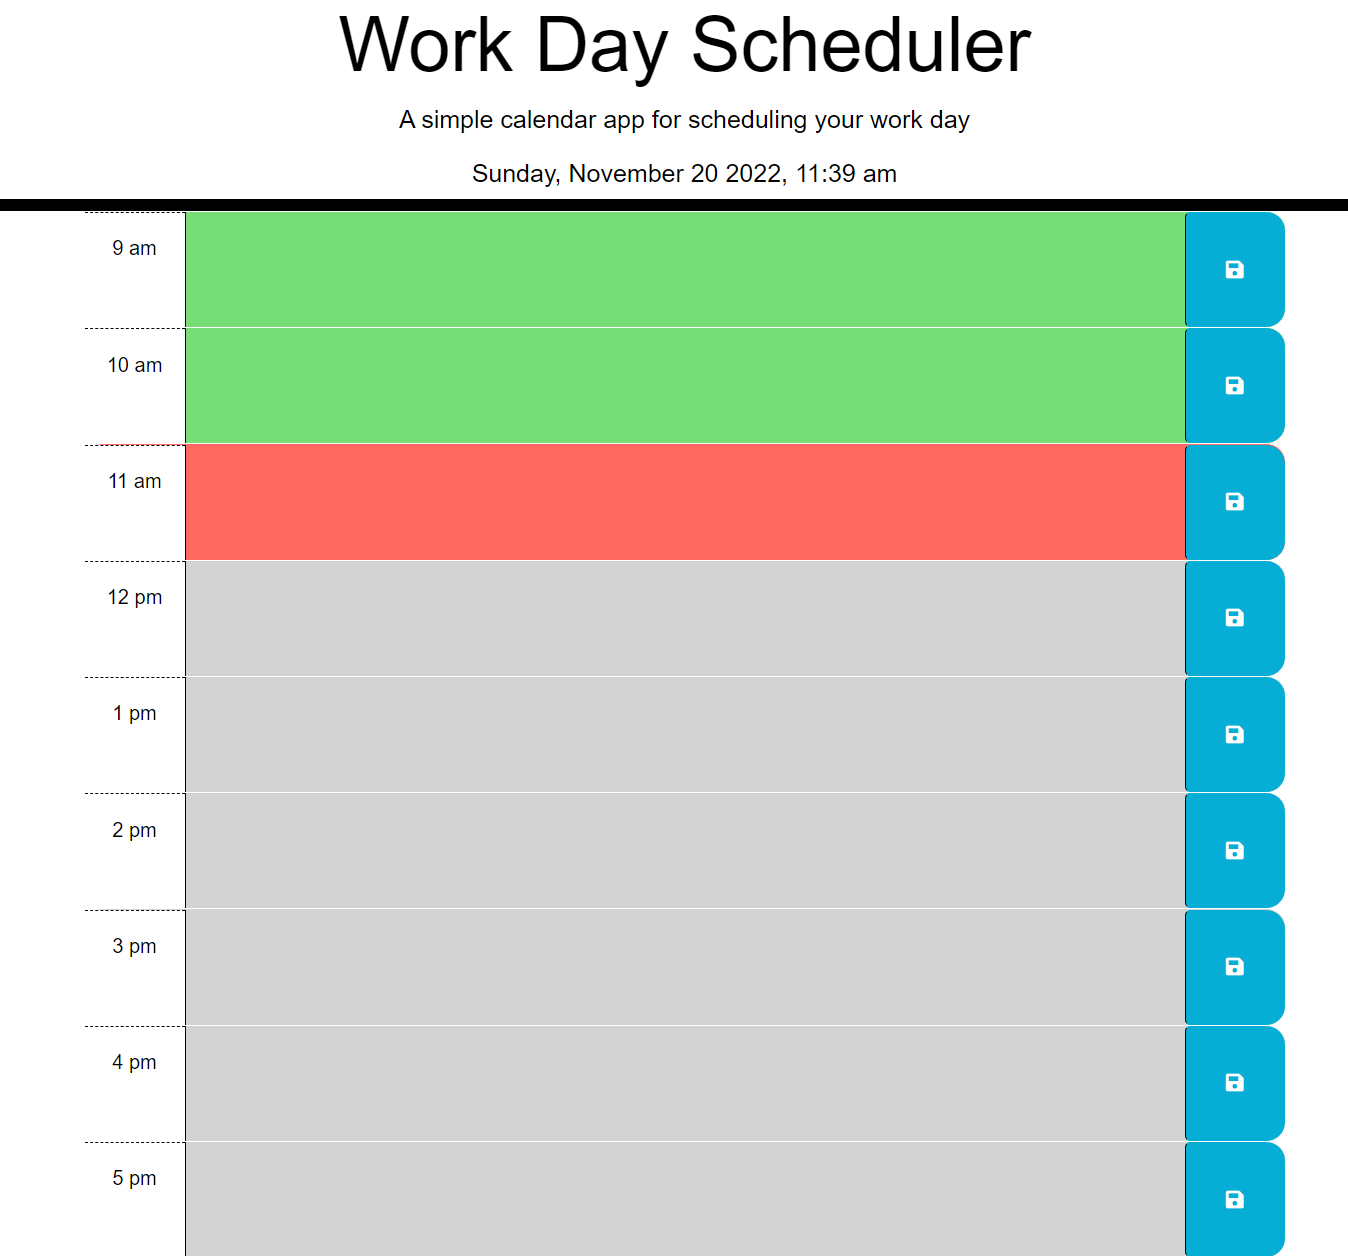 Work Day Scheduler
A simple calendar app for scheduling your work day
Sunday, November 20 2022, 11:39 am
9 am
10 am
11 am
12 pm
1 pm
2 pm
3 pm
4 pm
5 pm